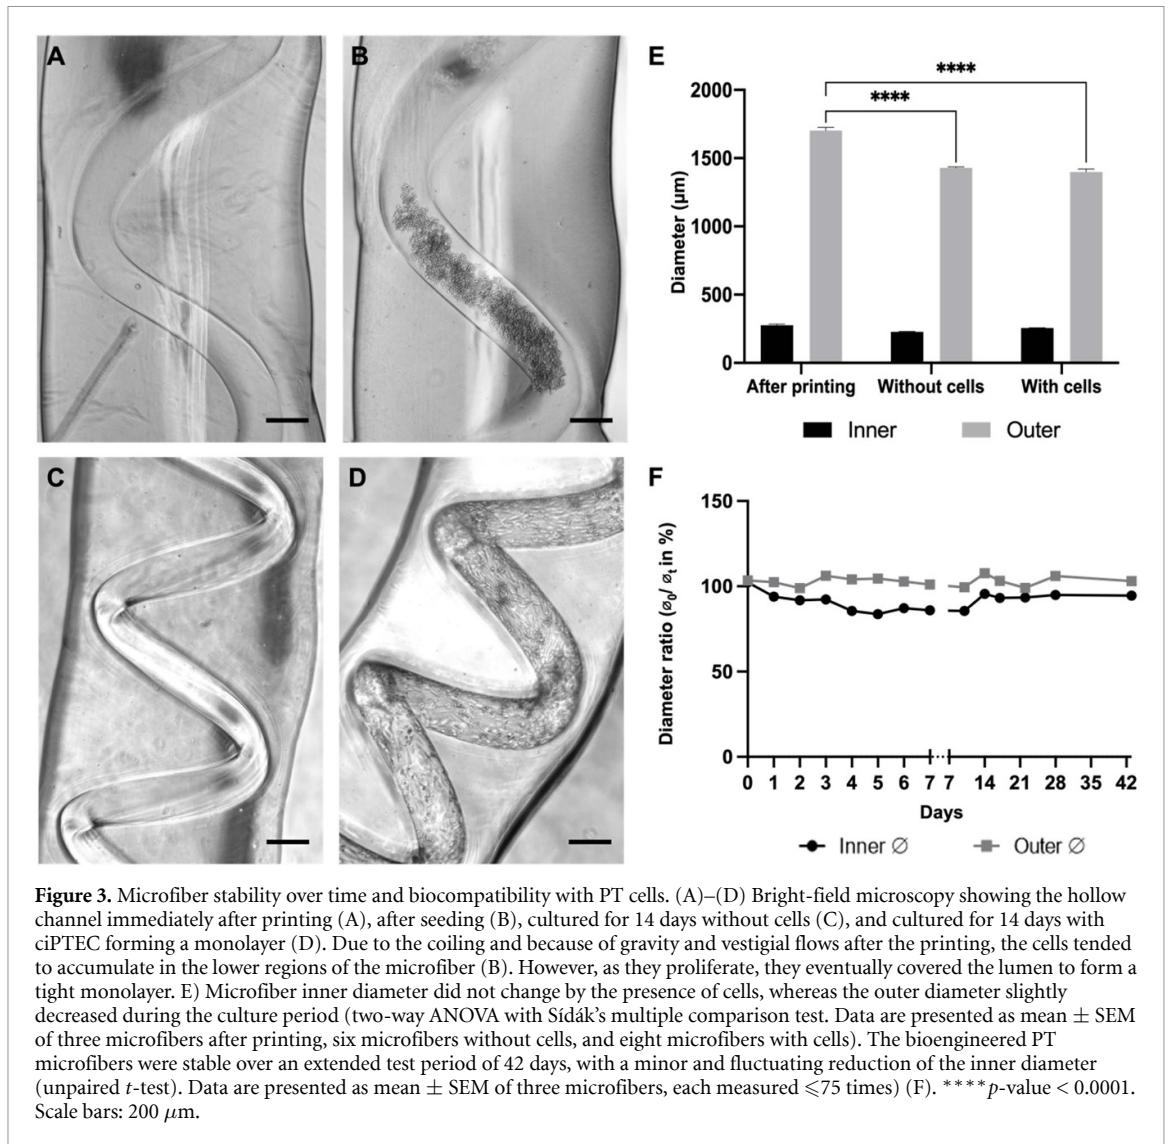 A
B
E
****
****
2000
1500
1000
500
0
Diameter (μm)
After printing
Without cells
With cells
Inner
Outer
C
D
F
150
100
50
0
Diameter ratio (ø₀/ øₜ in %)
0 1 2 3 4 5 6 7 7 14 21 28 35 42
Days
Inner ∅
Outer ∅
Figure 3. Microfiber stability over time and biocompatibility with PT cells. (A)–(D) Bright-field microscopy showing the hollow
channel immediately after printing (A), after seeding (B), cultured for 14 days without cells (C), and cultured for 14 days with
ciPTEC forming a monolayer (D). Due to the coiling and because of gravity and vestigial flows after the printing, the cells tended
to accumulate in the lower regions of the microfiber (B). However, as they proliferate, they eventually covered the lumen to form a
tight monolayer. E) Microfiber inner diameter did not change by the presence of cells, whereas the outer diameter slightly
decreased during the culture period (two-way ANOVA with Sídák's multiple comparison test. Data are presented as mean ± SEM
of three microfibers after printing, six microfibers without cells, and eight microfibers with cells). The bioengineered PT
microfibers were stable over an extended test period of 42 days, with a minor and fluctuating reduction of the inner diameter
(unpaired t-test). Data are presented as mean ± SEM of three microfibers, each measured ⩽75 times) (F). ****p-value < 0.0001.
Scale bars: 200 μm.